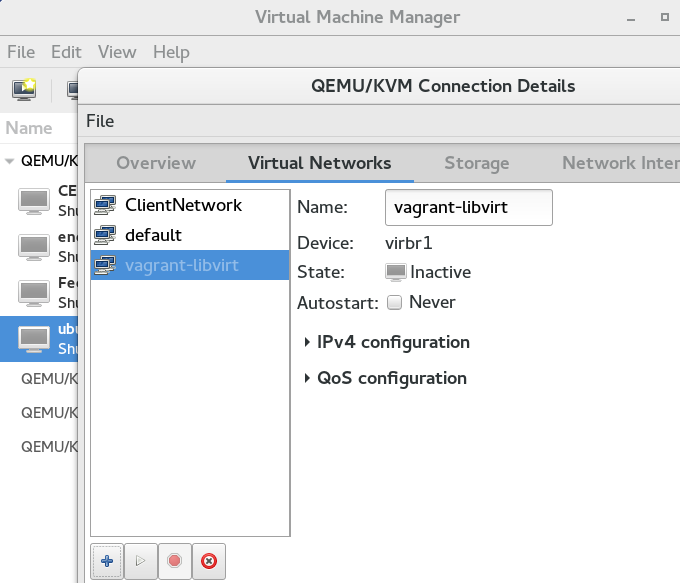 Virtual Machine Manager
File Edit View Help
QEMU/KVM Connection Details
File
Name
Overview Virtual Networks Storage Network Inter
QEMU/K
CE
Shu
end
Shu
Fed
Shu
ubu
Shu
QEMU/K
QEMU/K
QEMU/K
ClientNetwork
default
vagrant-libvirt
Name: vagrant-libvirt
Device: virbr1
State: Inactive
Autostart: Never
IPv4 configuration
QoS configuration